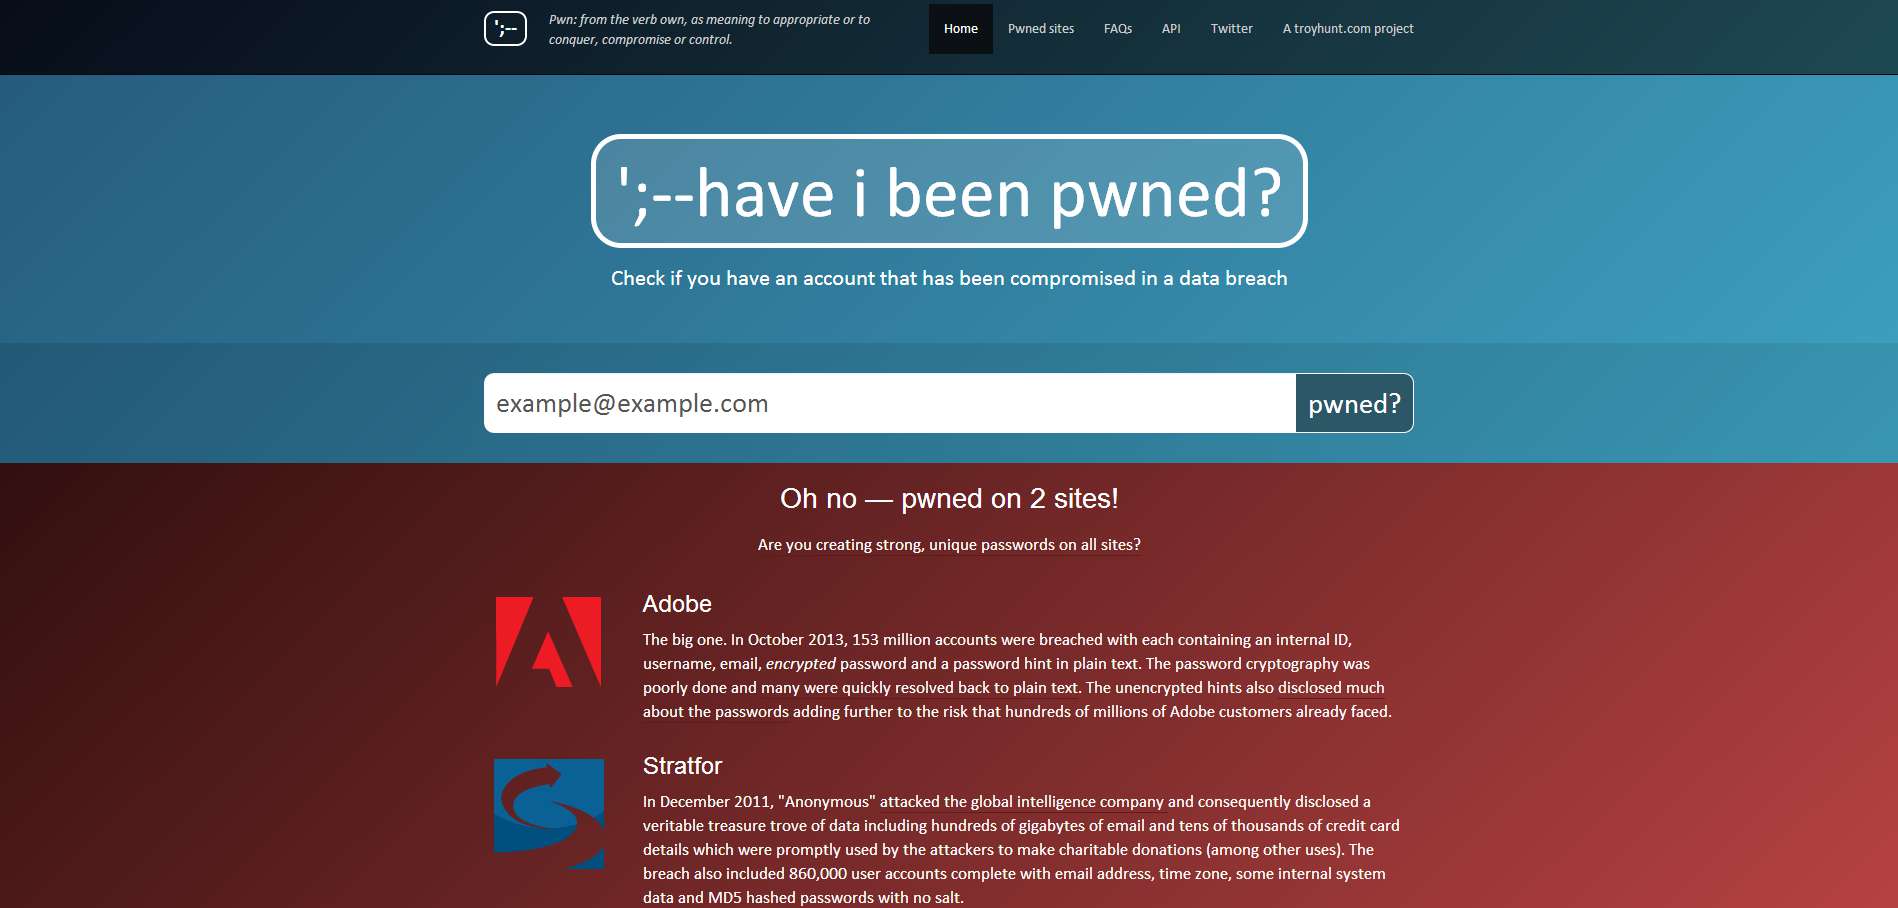 ';--
Pwn: from the verb own, as meaning to appropriate or to
conquer, compromise or control.
Home
Pwned sites
FAQs
API
Twitter
A troyhunt.com project
';--have i been pwned?
Check if you have an account that has been compromised in a data breach
example@example.com
pwned?
Oh no — pwned on 2 sites!
Are you creating strong, unique passwords on all sites?
Adobe
The big one. In October 2013, 153 million accounts were breached with each containing an internal ID,
username, email, encrypted password and a password hint in plain text. The password cryptography was
poorly done and many were quickly resolved back to plain text. The unencrypted hints also disclosed much
about the passwords adding further to the risk that hundreds of millions of Adobe customers already faced.
Stratfor
In December 2011, "Anonymous" attacked the global intelligence company and consequently disclosed a
veritable treasure trove of data including hundreds of gigabytes of email and tens of thousands of credit card
details which were promptly used by the attackers to make charitable donations (among other uses). The
breach also included 860,000 user accounts complete with email address, time zone, some internal system
data and MD5 hashed passwords with no salt.